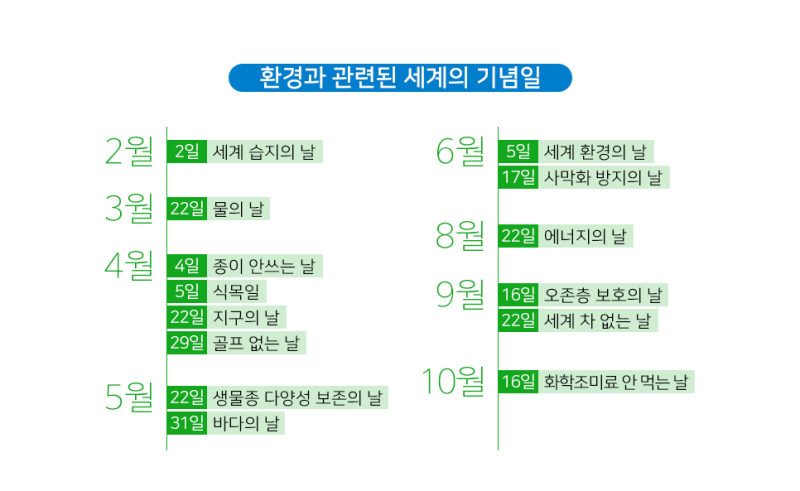 환경과 관련된 세계의 기념일
2월
2일 세계 습지의 날
3월
22일 물의 날
4월
4일 종이 안쓰는 날
5일 식목일
22일 지구의 날
29일 골프 없는 날
5월
22일 생물종 다양성 보존의 날
31일 바다의 날
6월
5일 세계 환경의 날
17일 사막화 방지의 날
8월
22일 에너지의 날
9월
16일 오존층 보호의 날
22일 세계 차 없는 날
10월
16일 화학조미료 안 먹는 날